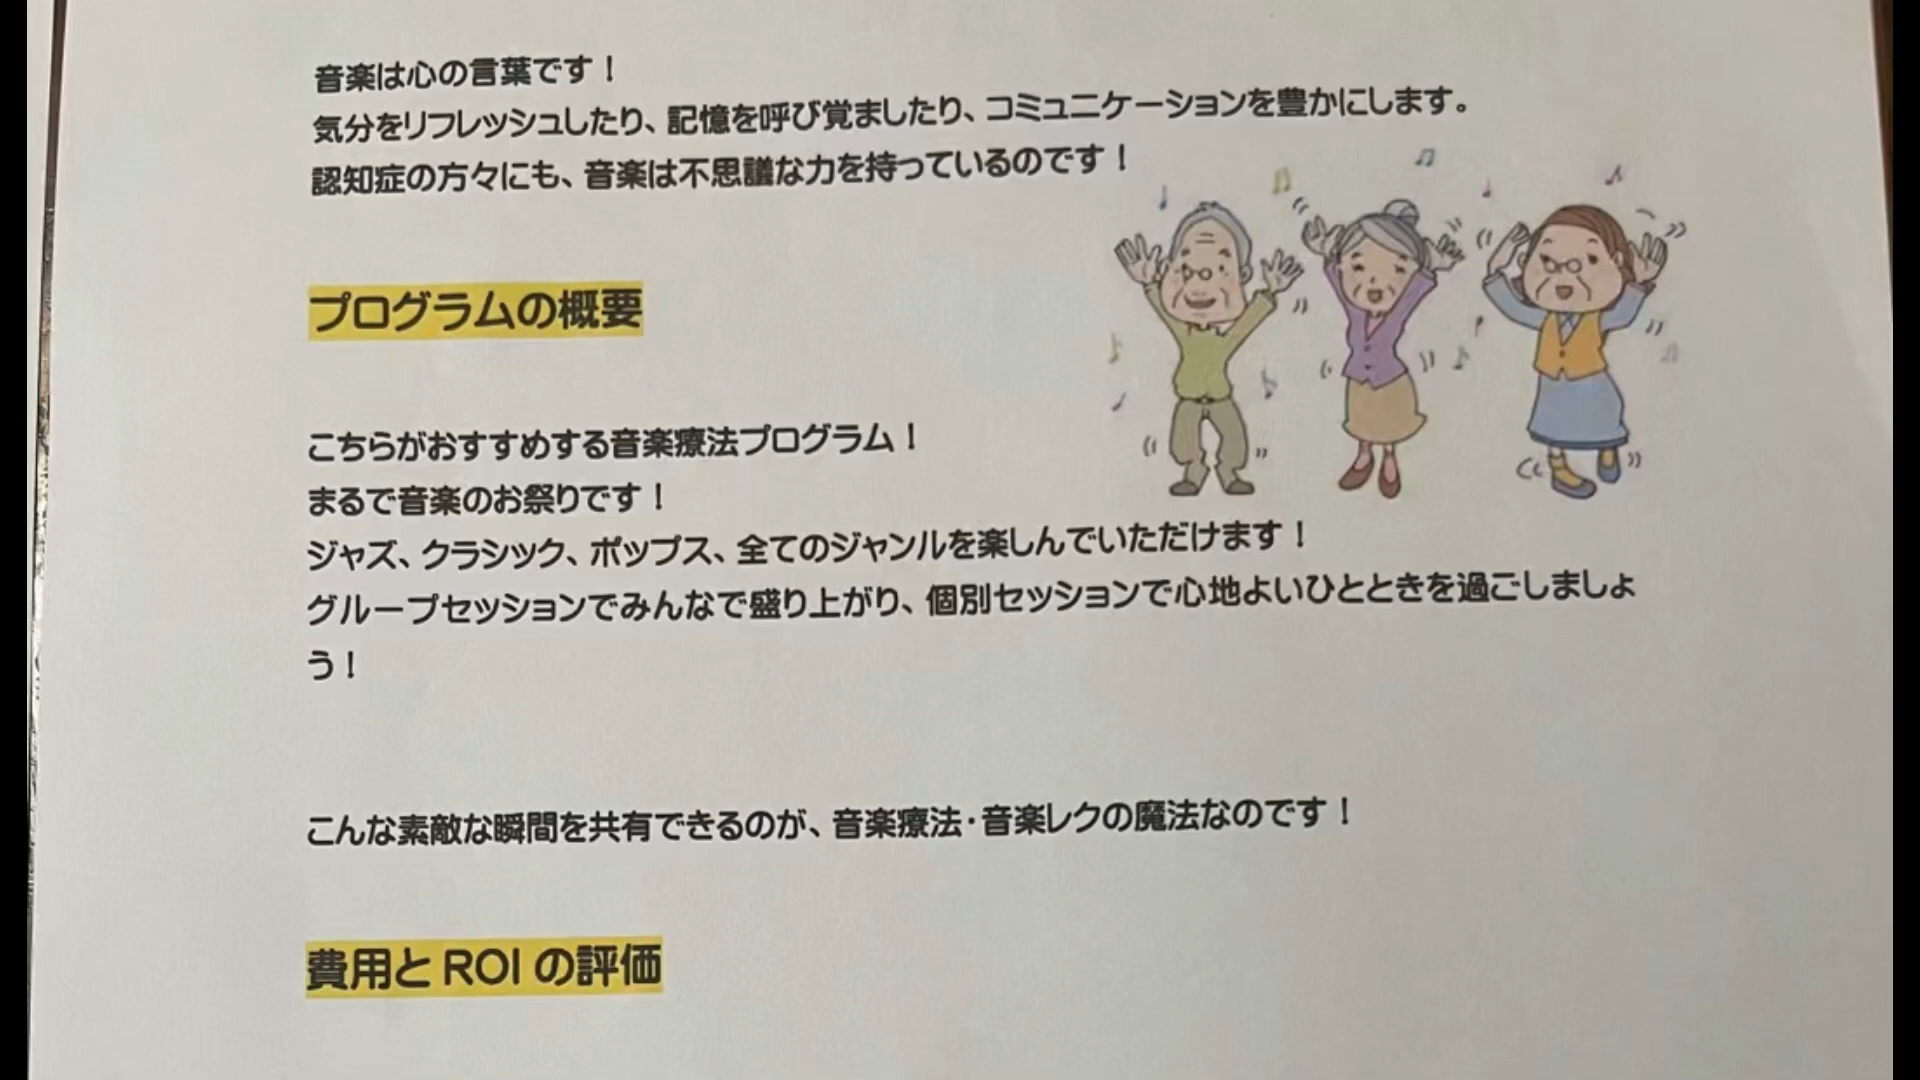 音楽は心の言葉です！
気分をリフレッシュしたり、記憶を呼び覚ましたり、コミュニケーションを豊かにします。
認知症の方々にも、音楽は不思議な力を持っているのです！
プログラムの概要
こちらがおすすめする音楽療法プログラム！
まるで音楽のお祭りです！
ジャズ、クラシック、ポップス、全てのジャンルを楽しんでいただけます！
グループセッションでみんなで盛り上がり、個別セッションで心地よいひとときを過ごしましょ
う！
こんな素敵な瞬間を共有できるのが、音楽療法・音楽レクの魔法なのです！
費用とROIの評価